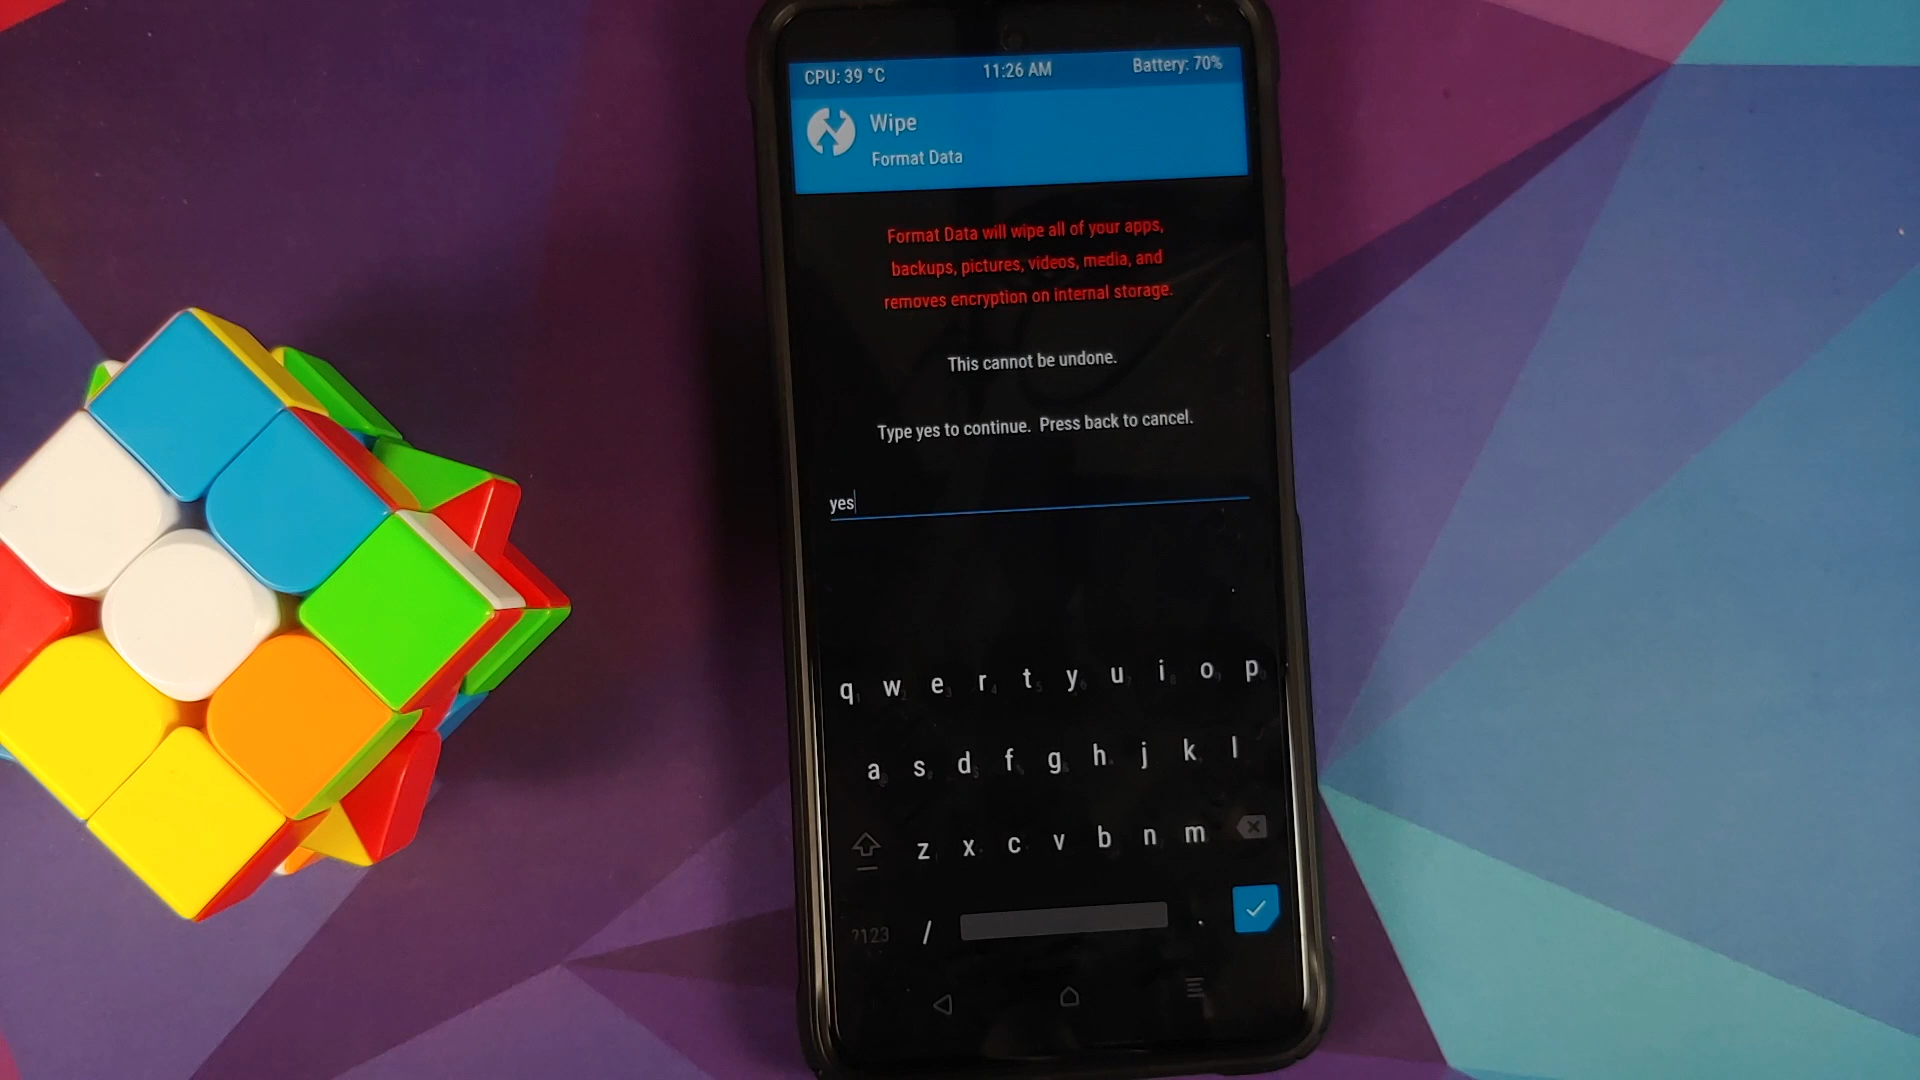 CPU: 39 °C 11:26 AM Battery: 70%
Wipe
Format Data
Format Data will wipe all of your apps,
backups, pictures, videos, media, and
removes encryption on internal storage.
This cannot be undone.
Type yes to continue. Press back to cancel.
yes
q w e r t y u i o p
a s d f g h j k l
z x c v b n m
?123 / .